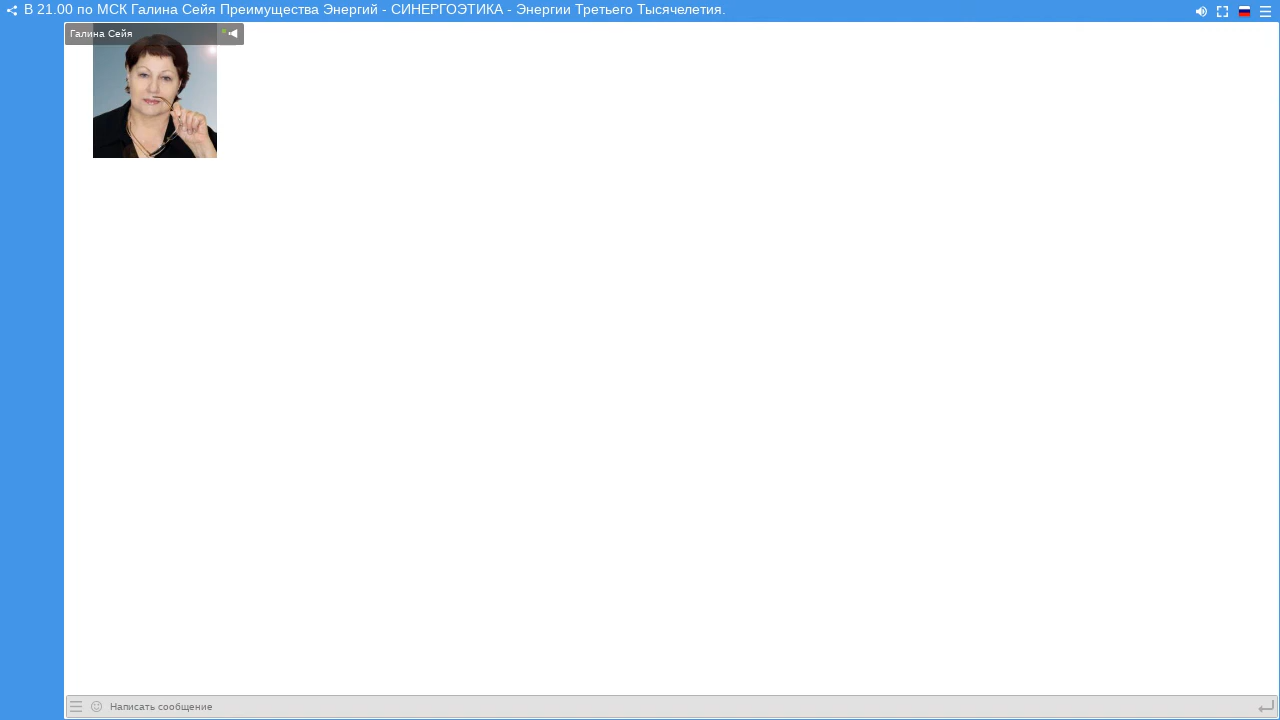 В 21.00 по МСК Галина Сейя Преимущества Энергий - СИНЕРГОЭТИКА - Энергии Третьего Тысячелетия.
Галина Сейя
Написать сообщение